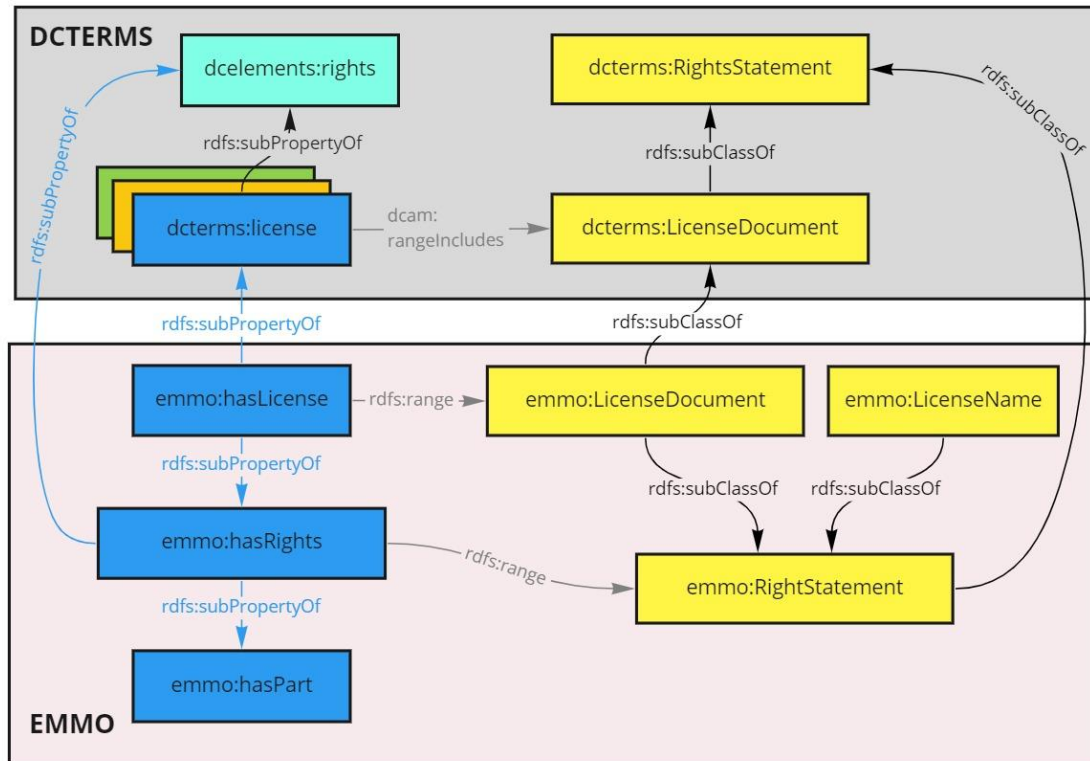 DCTERMS
dcelements:rights
dcterms:RightsStatement
rdfs:subPropertyOf
rdfs:subClassOf
rdfs:subPropertyOf
rdfs:subClassOf
dcterms:license
dcam:
rangeIncludes
dcterms:LicenseDocument
rdfs:subPropertyOf
rdfs:subClassOf
emmo:hasLicense
rdfs:range
emmo:LicenseDocument
emmo:LicenseName
rdfs:subPropertyOf
rdfs:subClassOf
rdfs:subClassOf
emmo:hasRights
rdfs:range
emmo:RightStatement
rdfs:subPropertyOf
emmo:hasPart
EMMO